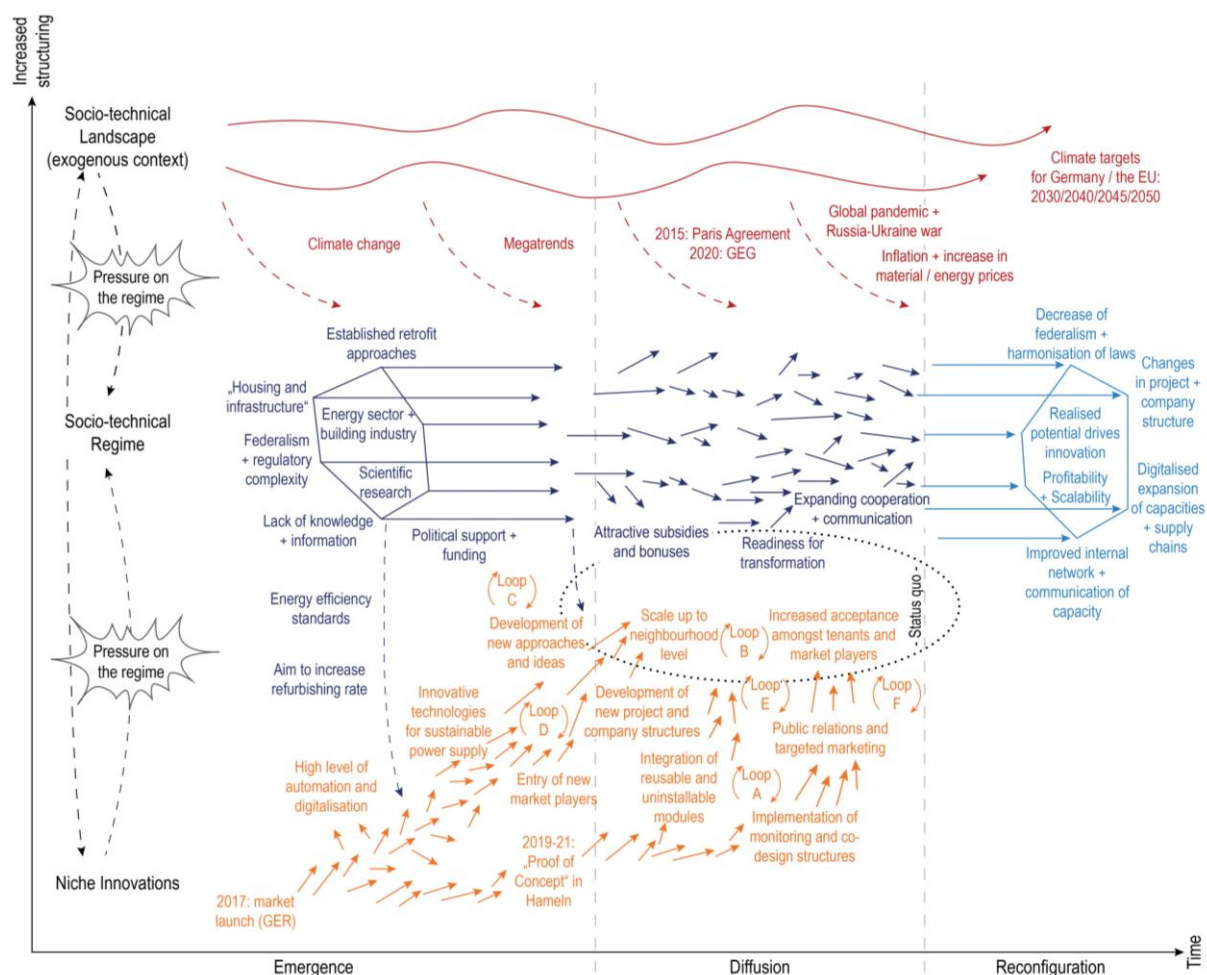 Increased
structuring
Socio-technical
Landscape
(exogenous context)
Climate targets
for Germany / the EU:
2030/2040/2045/2050
Climate change
Megatrends
2015: Paris Agreement
2020: GEG
Global pandemic +
Russia-Ukraine war
Inflation + increase in
material / energy prices
Pressure on
the regime
Socio-technical
Regime
Established retrofit
approaches
„Housing and
infrastructure“
Energy sector +
building industry
Federalism
+ regulatory
complexity
Scientific
research
Lack of knowledge
+ information
Political support +
funding
Attractive subsidies
and bonuses
Readiness for
transformation
Expanding cooperation
+ communication
Decrease of
federalism +
harmonisation of laws
Changes
in project +
company
structure
Realised
potential drives
innovation
Profitability
+ Scalability
Digitalised
expansion
of capacities
+ supply
chains
Improved internal
network +
communication of
capacity
Energy efficiency
standards
Aim to increase
refurbishing rate
Pressure on
the regime
Loop
C
Development of
new approaches
and ideas
Scale up to
neighbourhood
level
Loop
B
Increased acceptance
amongst tenants and
market players
- Status quo -
Innovative
technologies
for sustainable
power supply
Loop
D
Development of
new project and
company structures
Loop
E
Loop
F
Public relations and
targeted marketing
High level of
automation and
digitalisation
Entry of new
market players
Integration of
reusable and
uninstallable
modules
Loop
A
Implementation of
monitoring and co-
design structures
2019-21:
„Proof of
Concept“ in
Hameln
Niche Innovations
2017: market
launch (GER)
Emergence
Diffusion
Reconfiguration
Time